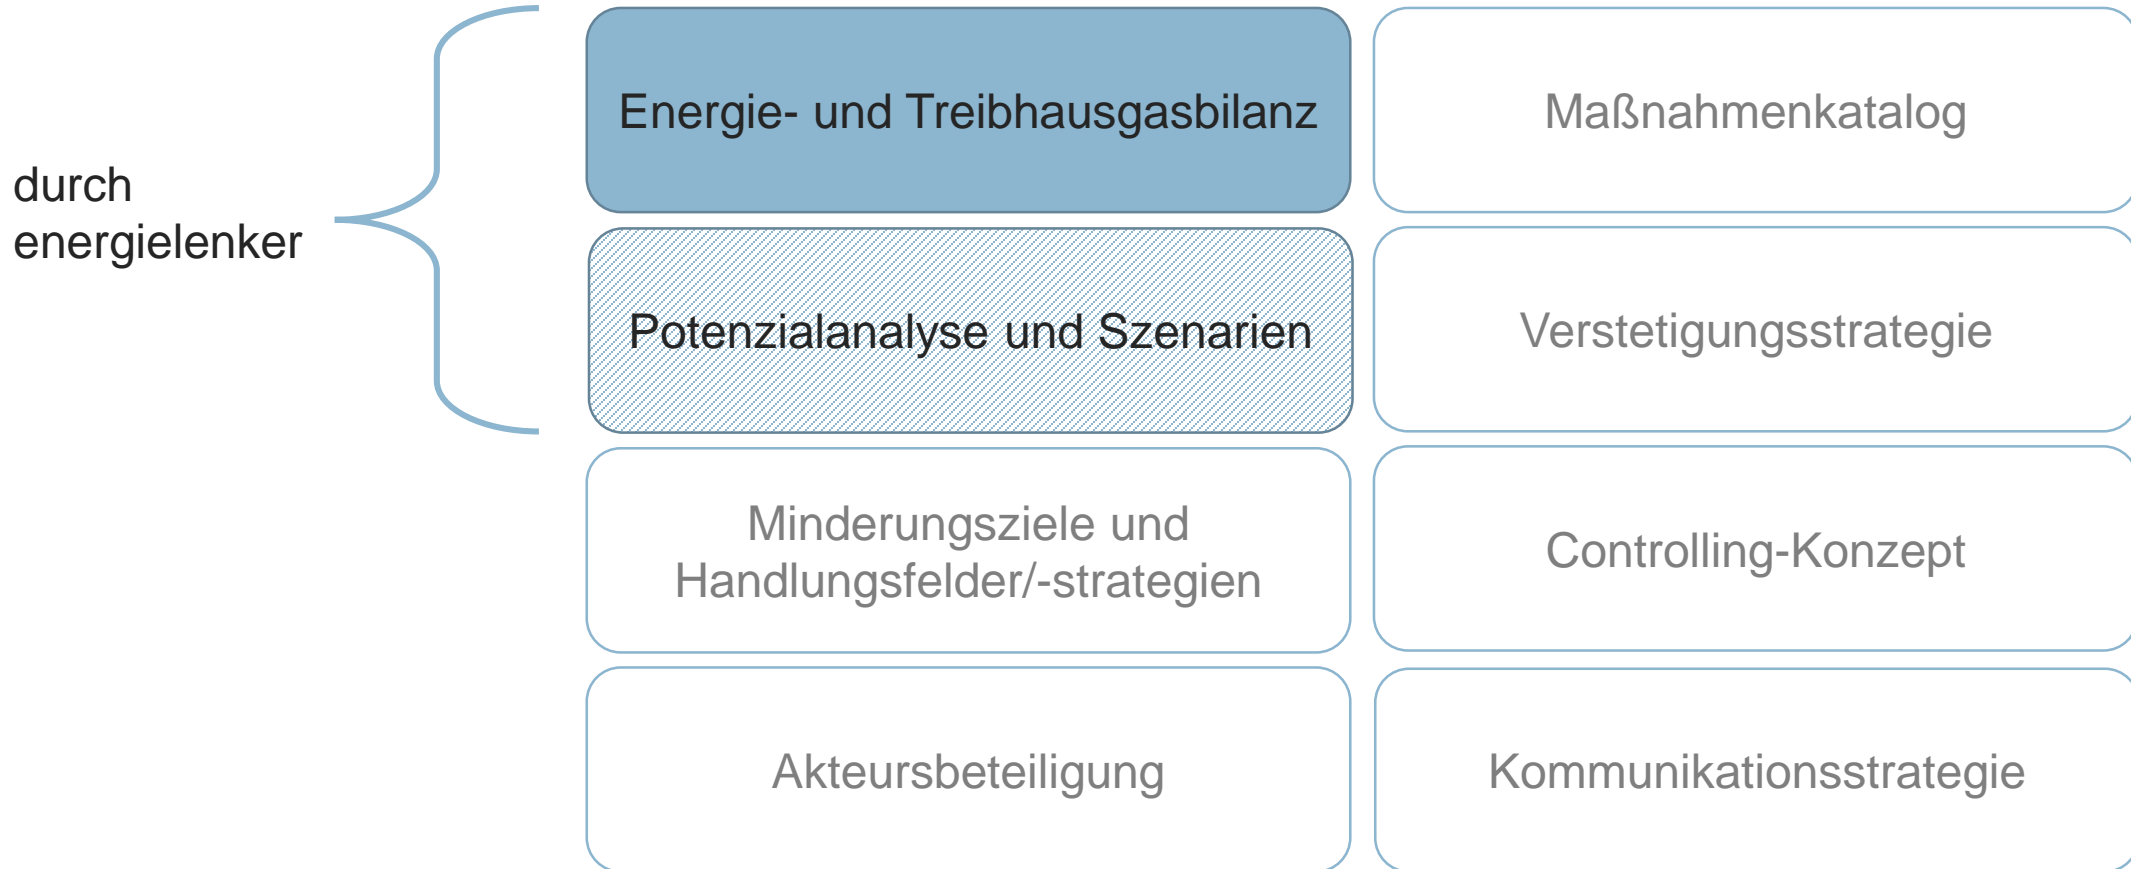 durch
energielenker
Energie- und Treibhausgasbilanz
Maßnahmenkatalog
Potenzialanalyse und Szenarien
Verstetigungsstrategie
Minderungsziele und
Handlungsfelder/-strategien
Controlling-Konzept
Akteursbeteiligung
Kommunikationsstrategie